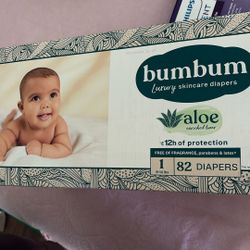 bumbum
luxury skincare diapers
aloe
enriched liner
≤12h of protection
FREE OF FRAGRANCE, parabens & latex*
1
82 DIAPERS